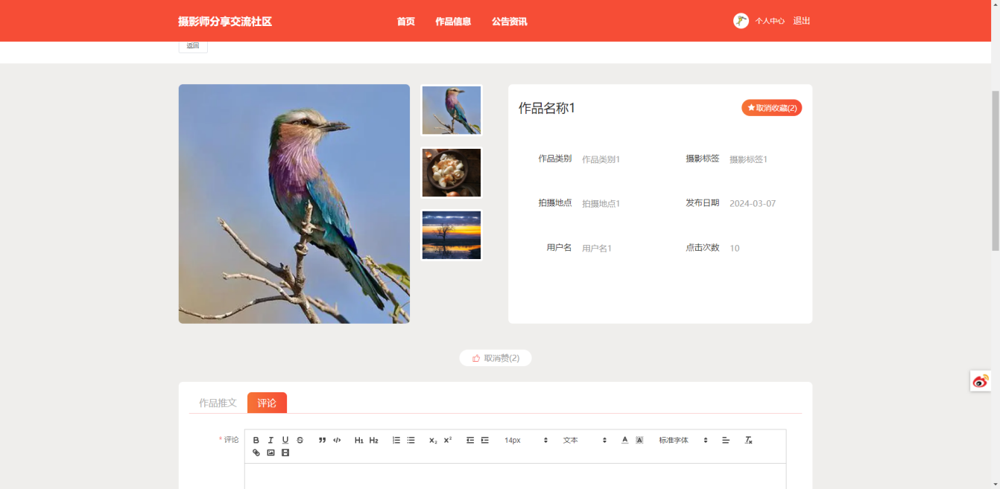 摄影师分享交流社区 首页 作品信息 公告资讯 个人中心 退出
返回
作品名称1 取消收藏(2)
作品类别 作品类别1 摄影标签 摄影标签1
拍摄地点 拍摄地点1 发布日期 2024-03-07
用户名 用户名1 点击次数 10
取消赞(2)
作品推文 评论
* 评论 B I U S H1 H2 x₂ x² 14px 文本 A A 标准字体 Tx